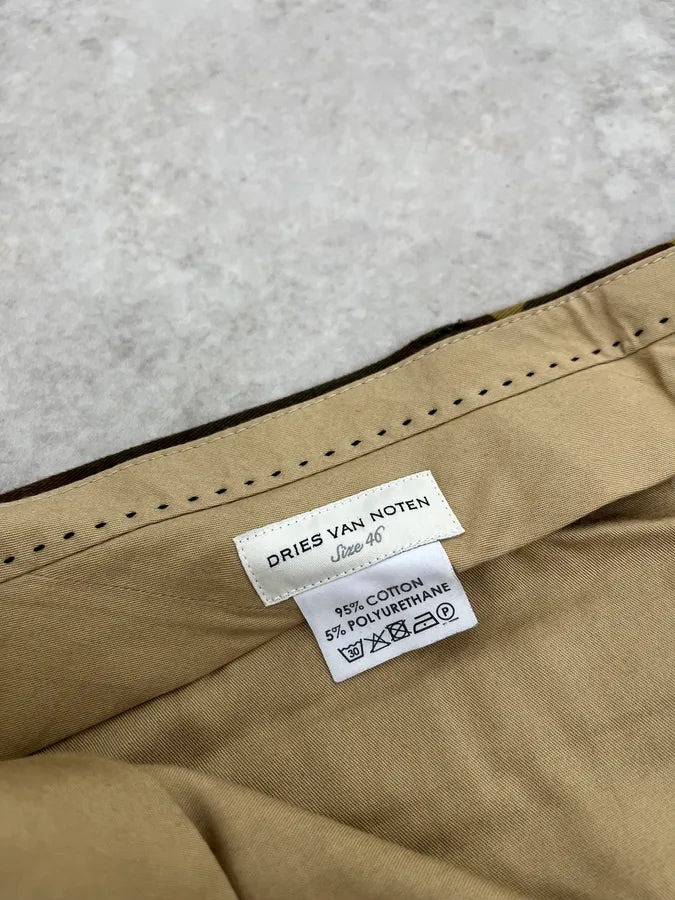 DRIES VAN NOTEN
Size 46
95% COTTON
5% POLYURETHANE
30 P